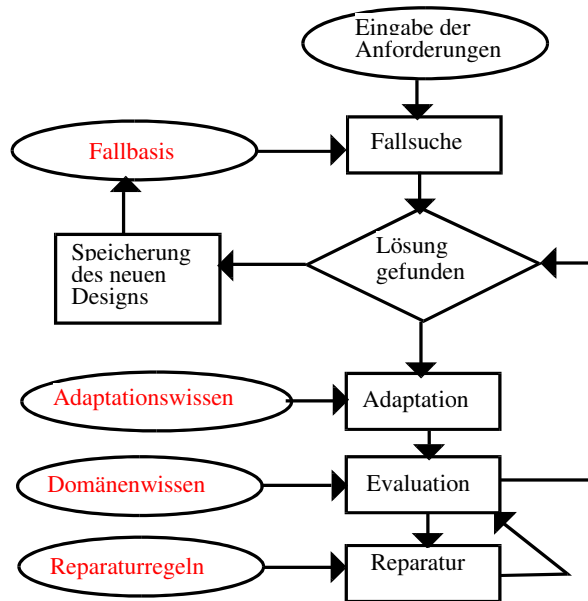 Eingabe der
Anforderungen
Fallsuche
Fallbasis
Lösung
gefunden
Speicherung
des neuen
Designs
Adaptationswissen
Adaptation
Domänenwissen
Evaluation
Reparaturregeln
Reparatur